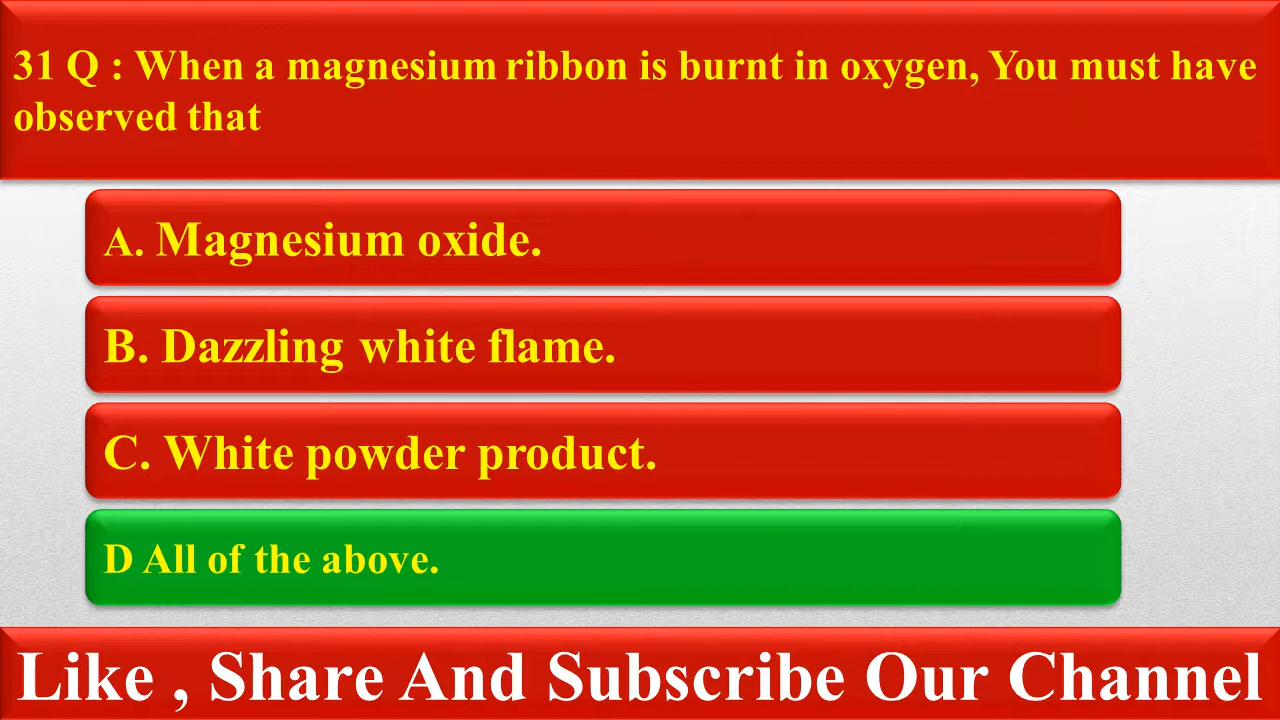 31 Q : When a magnesium ribbon is burnt in oxygen, You must have
observed that
A. Magnesium oxide.
B. Dazzling white flame.
C. White powder product.
D All of the above.
Like , Share And Subscribe Our Channel